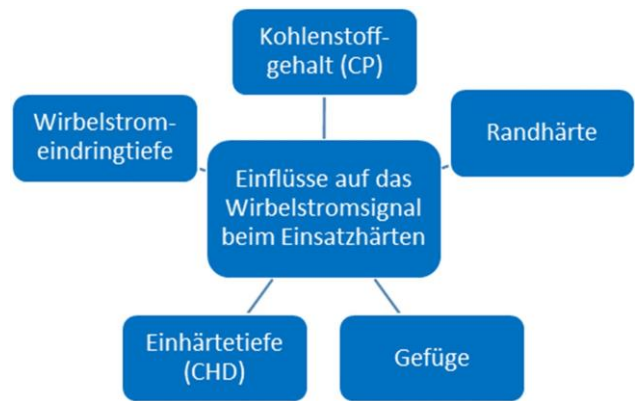 Kohlenstoff-
gehalt (CP)
Wirbelstrom-
eindringtiefe
Randhärte
Einflüsse auf das
Wirbelstromsignal
beim Einsatzhärten
Einhärtetiefe
(CHD)
Gefüge